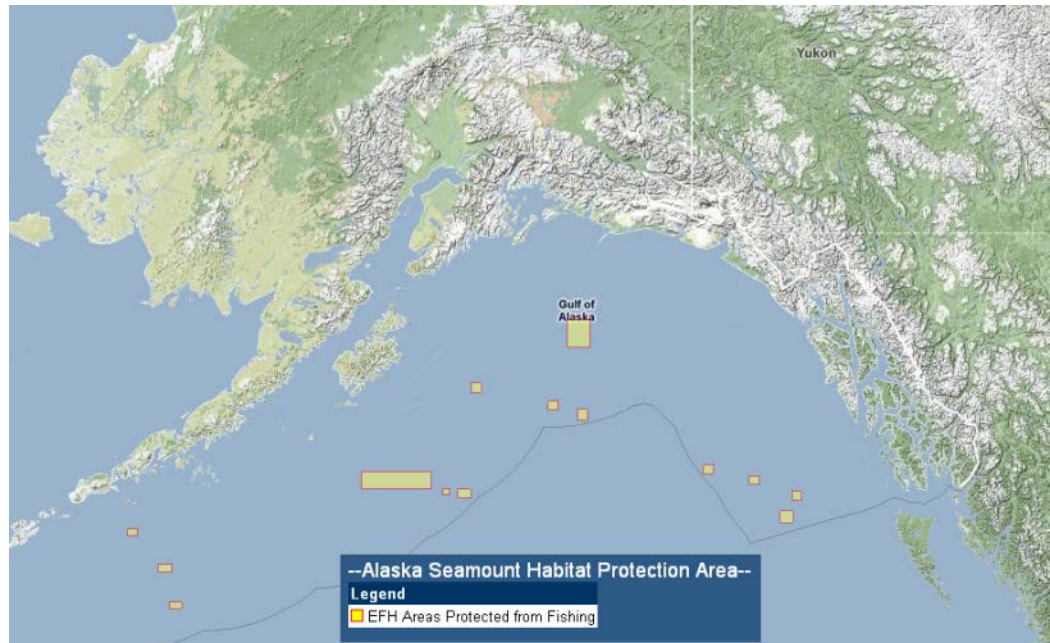 Yukon
Gulf of
Alaska
--Alaska Seamount Habitat Protection Area--
Legend
EFH Areas Protected from Fishing